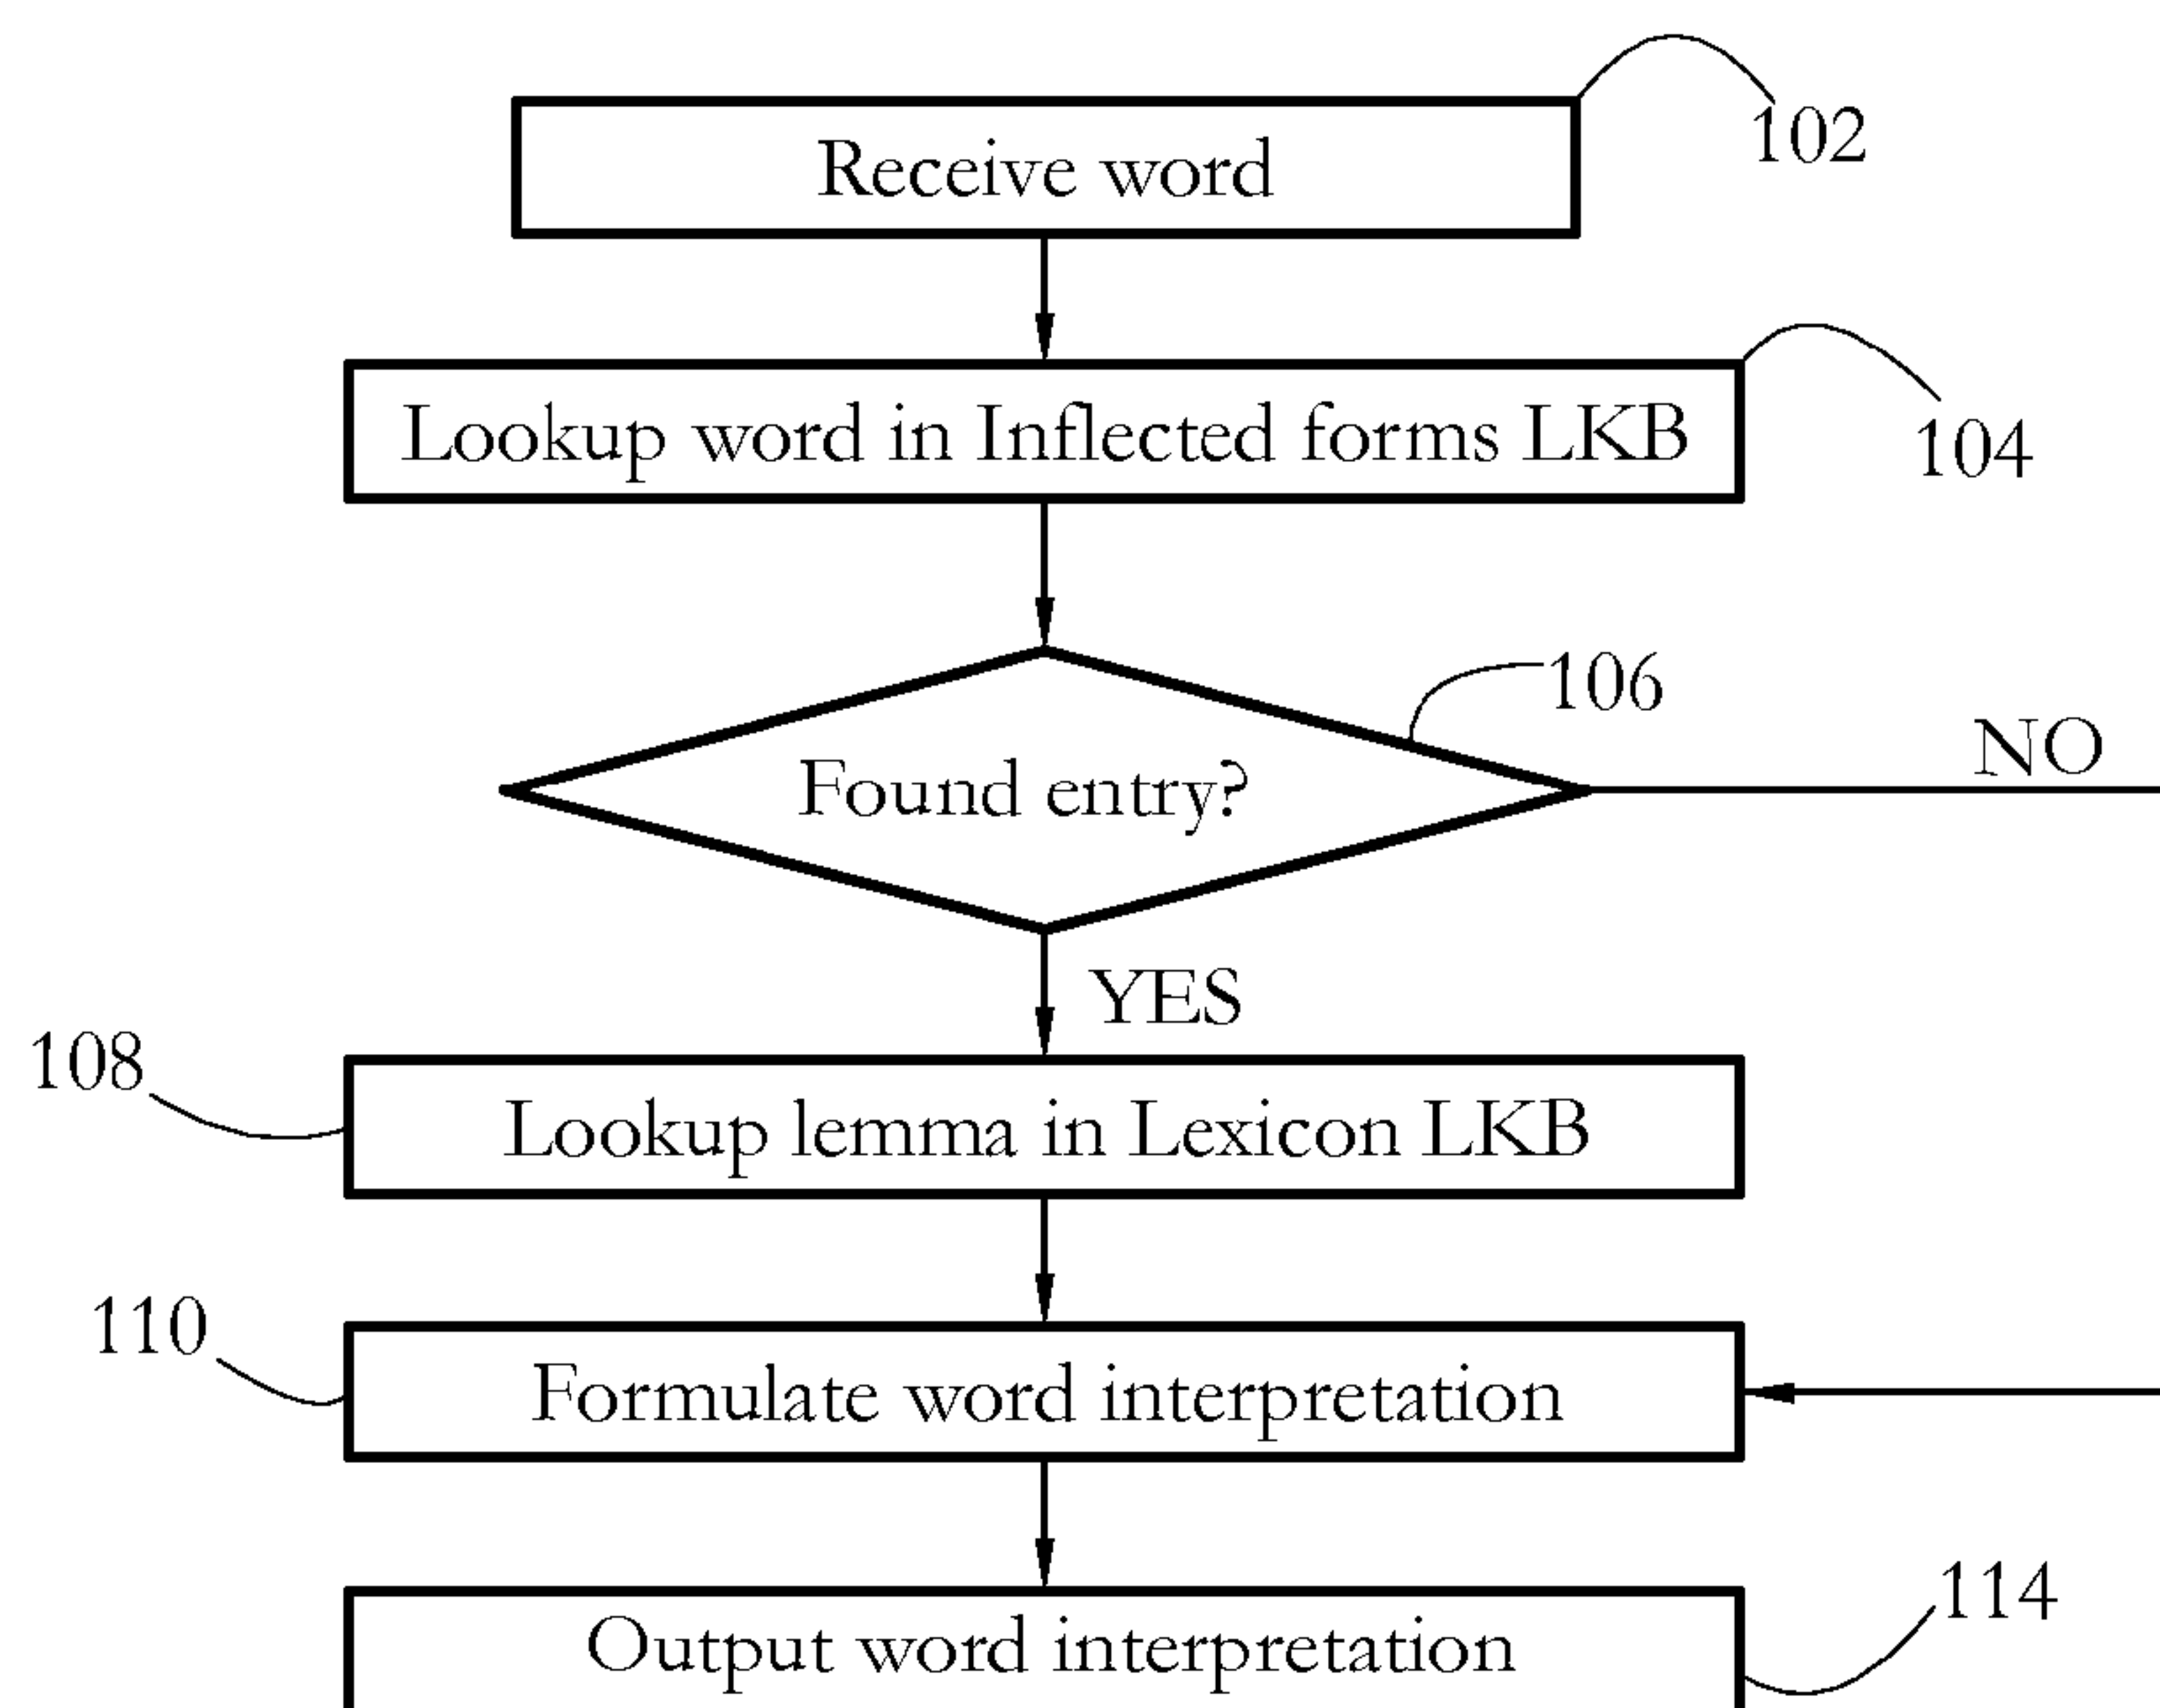 Receive word
102
Lookup word in Inflected forms LKB
104
106
NO
Found entry?
YES
108
Lookup lemma in Lexicon LKB
110
Formulate word interpretation
114
Output word interpretation